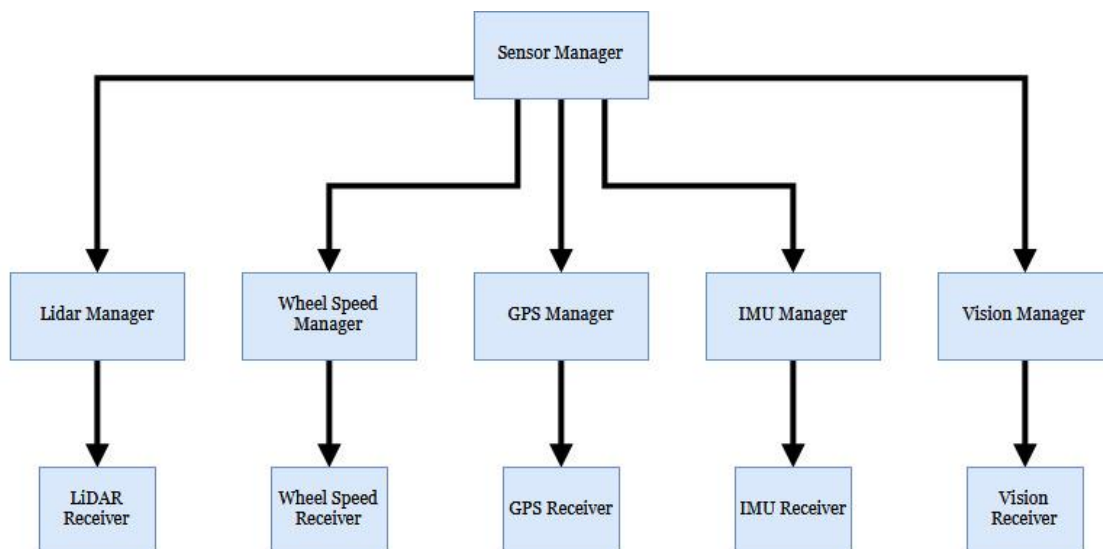 Sensor Manager
Lidar Manager
Wheel Speed
Manager
GPS Manager
IMU Manager
Vision Manager
LiDAR
Receiver
Wheel Speed
Receiver
GPS Receiver
IMU Receiver
Vision
Receiver